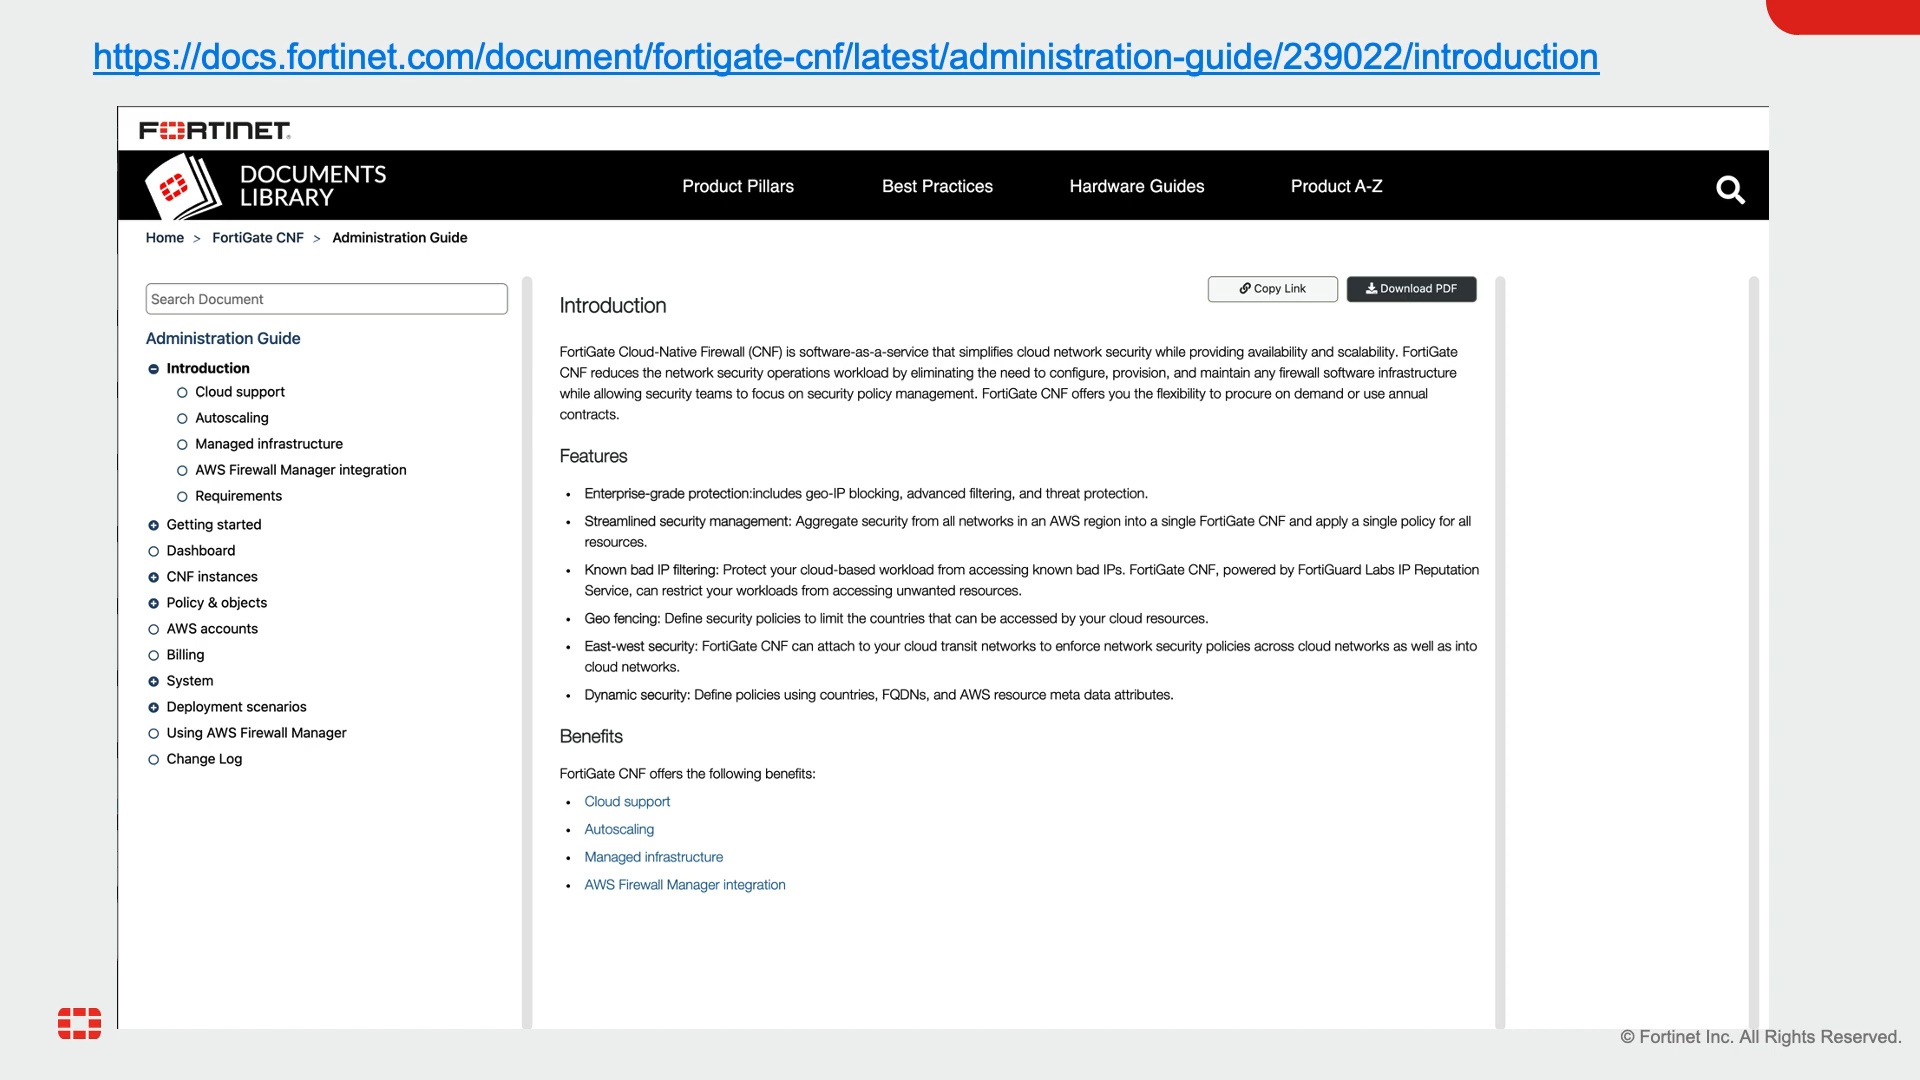 https://docs.fortinet.com/document/fortigate-cnf/latest/administration-guide/239022/introduction
FORTINET
DOCUMENTS
LIBRARY
Product Pillars
Best Practices
Hardware Guides
Product A-Z
Home > FortiGate CNF > Administration Guide
Search Document
Administration Guide
Introduction
Cloud support
Autoscaling
Managed infrastructure
AWS Firewall Manager integration
Requirements
Getting started
Dashboard
CNF instances
Policy & objects
AWS accounts
Billing
System
Deployment scenarios
Using AWS Firewall Manager
Change Log
Copy Link
Download PDF
Introduction
FortiGate Cloud-Native Firewall (CNF) is software-as-a-service that simplifies cloud network security while providing availability and scalability. FortiGate
CNF reduces the network security operations workload by eliminating the need to configure, provision, and maintain any firewall software infrastructure
while allowing security teams to focus on security policy management. FortiGate CNF offers you the flexibility to procure on demand or use annual
contracts.
Features
• Enterprise-grade protection:includes geo-IP blocking, advanced filtering, and threat protection.
• Streamlined security management: Aggregate security from all networks in an AWS region into a single FortiGate CNF and apply a single policy for all
resources.
• Known bad IP filtering: Protect your cloud-based workload from accessing known bad IPs. FortiGate CNF, powered by FortiGuard Labs IP Reputation
Service, can restrict your workloads from accessing unwanted resources.
• Geo fencing: Define security policies to limit the countries that can be accessed by your cloud resources.
• East-west security: FortiGate CNF can attach to your cloud transit networks to enforce network security policies across cloud networks as well as into
cloud networks.
• Dynamic security: Define policies using countries, FQDNs, and AWS resource meta data attributes.
Benefits
FortiGate CNF offers the following benefits:
• Cloud support
• Autoscaling
• Managed infrastructure
• AWS Firewall Manager integration
© Fortinet Inc. All Rights Reserved.